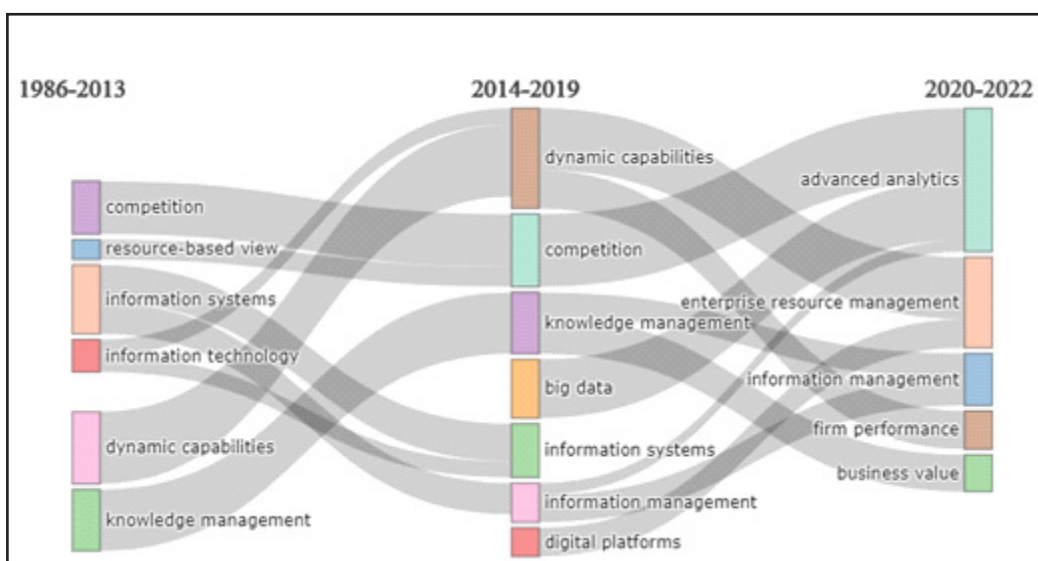 1986-2013
2014-2019
2020-2022
competition
resource-based view
information systems
information technology
dynamic capabilities
knowledge management
dynamic capabilities
competition
knowledge management
big data
information systems
information management
digital platforms
advanced analytics
enterprise resource management
information management
firm performance
business value